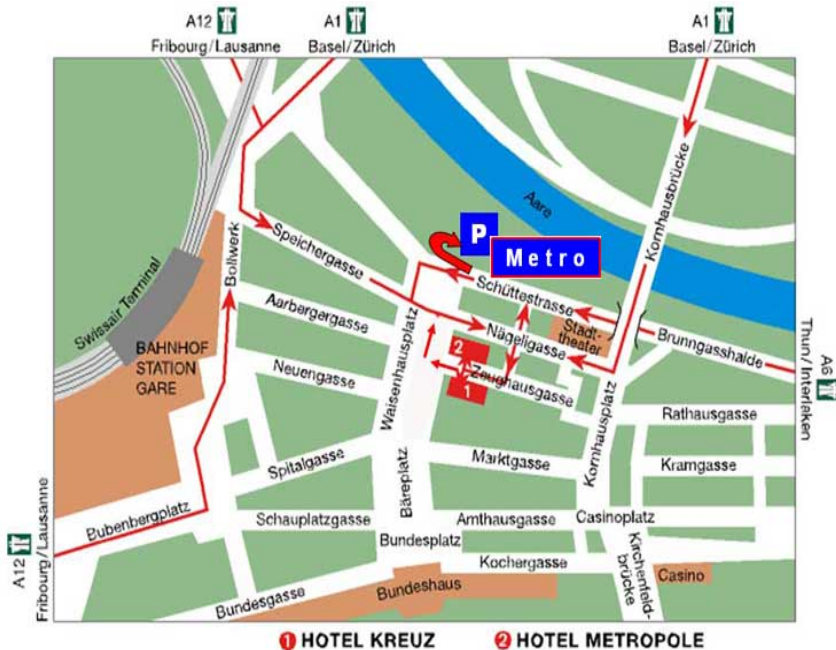 A12
Fribourg/Lausanne
A1
Basel/Zürich
A1
Basel/Zürich
Kornhausbrücke
Aare
P
Metro
Speichergasse
Schüttestrasse
Bollwerk
Swissair Terminal
Aarbergergasse
Nägeligasse
Stadt-
theater
Brunngasshalde
Thun/Interlaken
A6
BAHNHOF
STATION
GARE
Neuengasse
Waisenhausplatz
2
1
Zeughausgasse
Kornhausplatz
Rathausgasse
Spitalgasse
Marktgasse
Kramgasse
Bubenbergplatz
Schauplatzgasse
Bäreplatz
Amthausgasse
Casinoplatz
A12
Fribourg/Lausanne
Bundesplatz
Kochergasse
Kirchenfeld-
brücke
Bundesgasse
Bundeshaus
Casino
1 HOTEL KREUZ
2 HOTEL METROPOLE